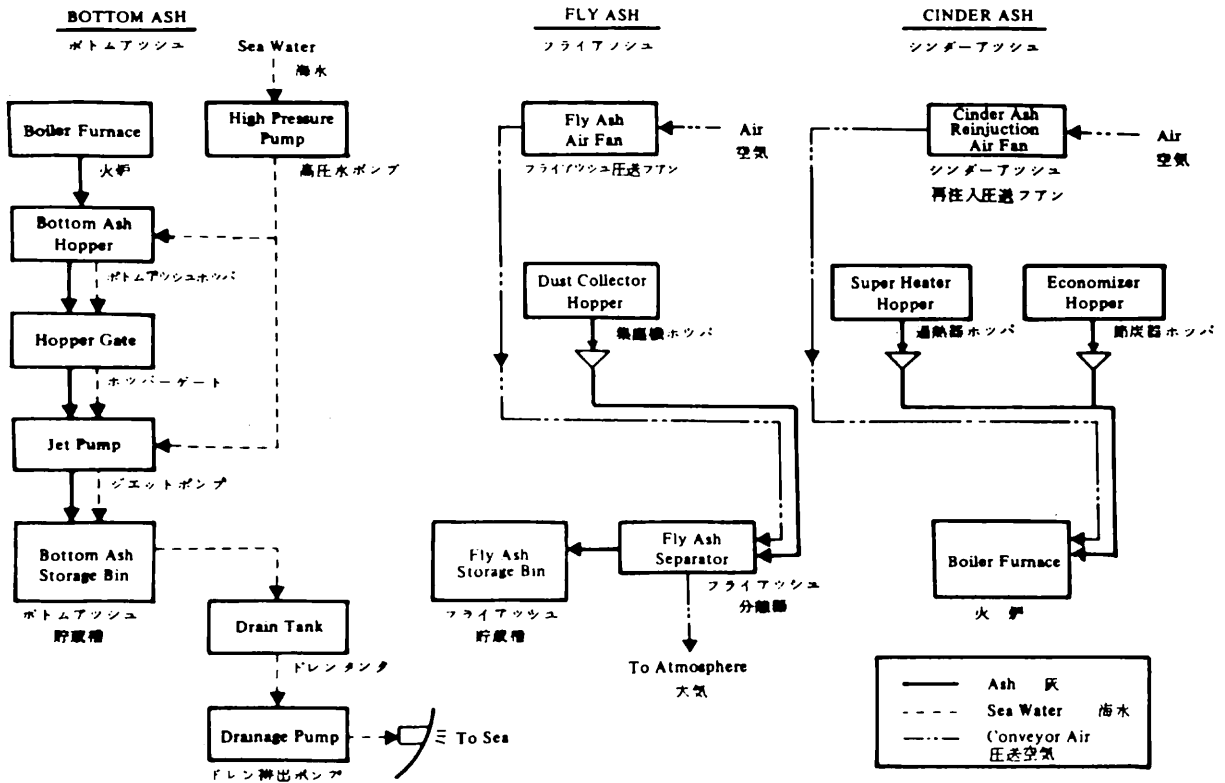 BOTTOM ASH
ボトムアッシュ
Sea Water
海水
Boiler Furnace
火炉
High Pressure
Pump
高圧水ポンプ
Bottom Ash
Hopper
ボトムアッシュホッパ
Hopper Gate
ホッパーゲート
Jet Pump
ジエットポンプ
Bottom Ash
Storage Bin
ボトムアッシュ
貯蔵槽
Drain Tank
ドレンタンク
Drainage Pump
ドレン排出ポンプ
To Sea
FLY ASH
フライアッシュ
Fly Ash
Air Fan
フライアッシュ圧送フアン
Air
空気
Dust Collector
Hopper
集塵機ホッパ
Fly Ash
Storage Bin
フライアッシュ
貯蔵槽
Fly Ash
Separator
フライアッシュ
分離器
To Atmosphere
大気
CINDER ASH
シンダーアッシュ
Cinder Ash
Reinjuction
Air Fan
シンダーアッシュ
再注入圧送フアン
Air
空気
Super Heater
Hopper
過熱器ホッパ
Economizer
Hopper
節炭器ホッパ
Boiler Furnace
火炉
Ash 灰
Sea Water 海水
Conveyor Air
圧送空気